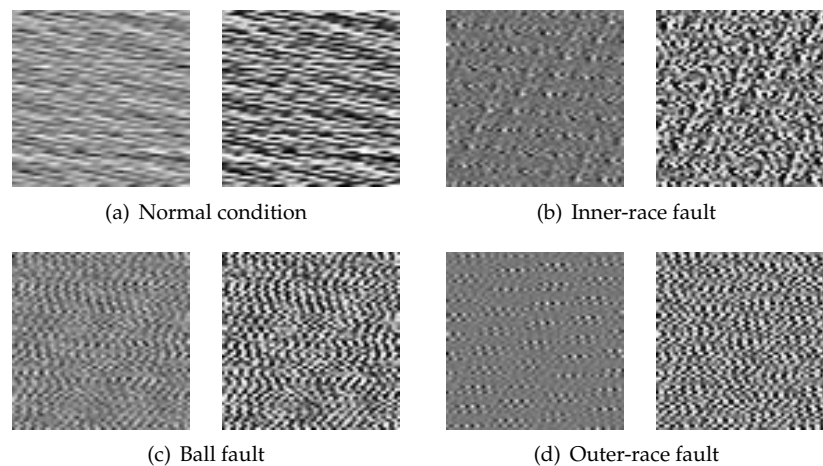 (a) Normal condition
(b) Inner-race fault
(c) Ball fault
(d) Outer-race fault